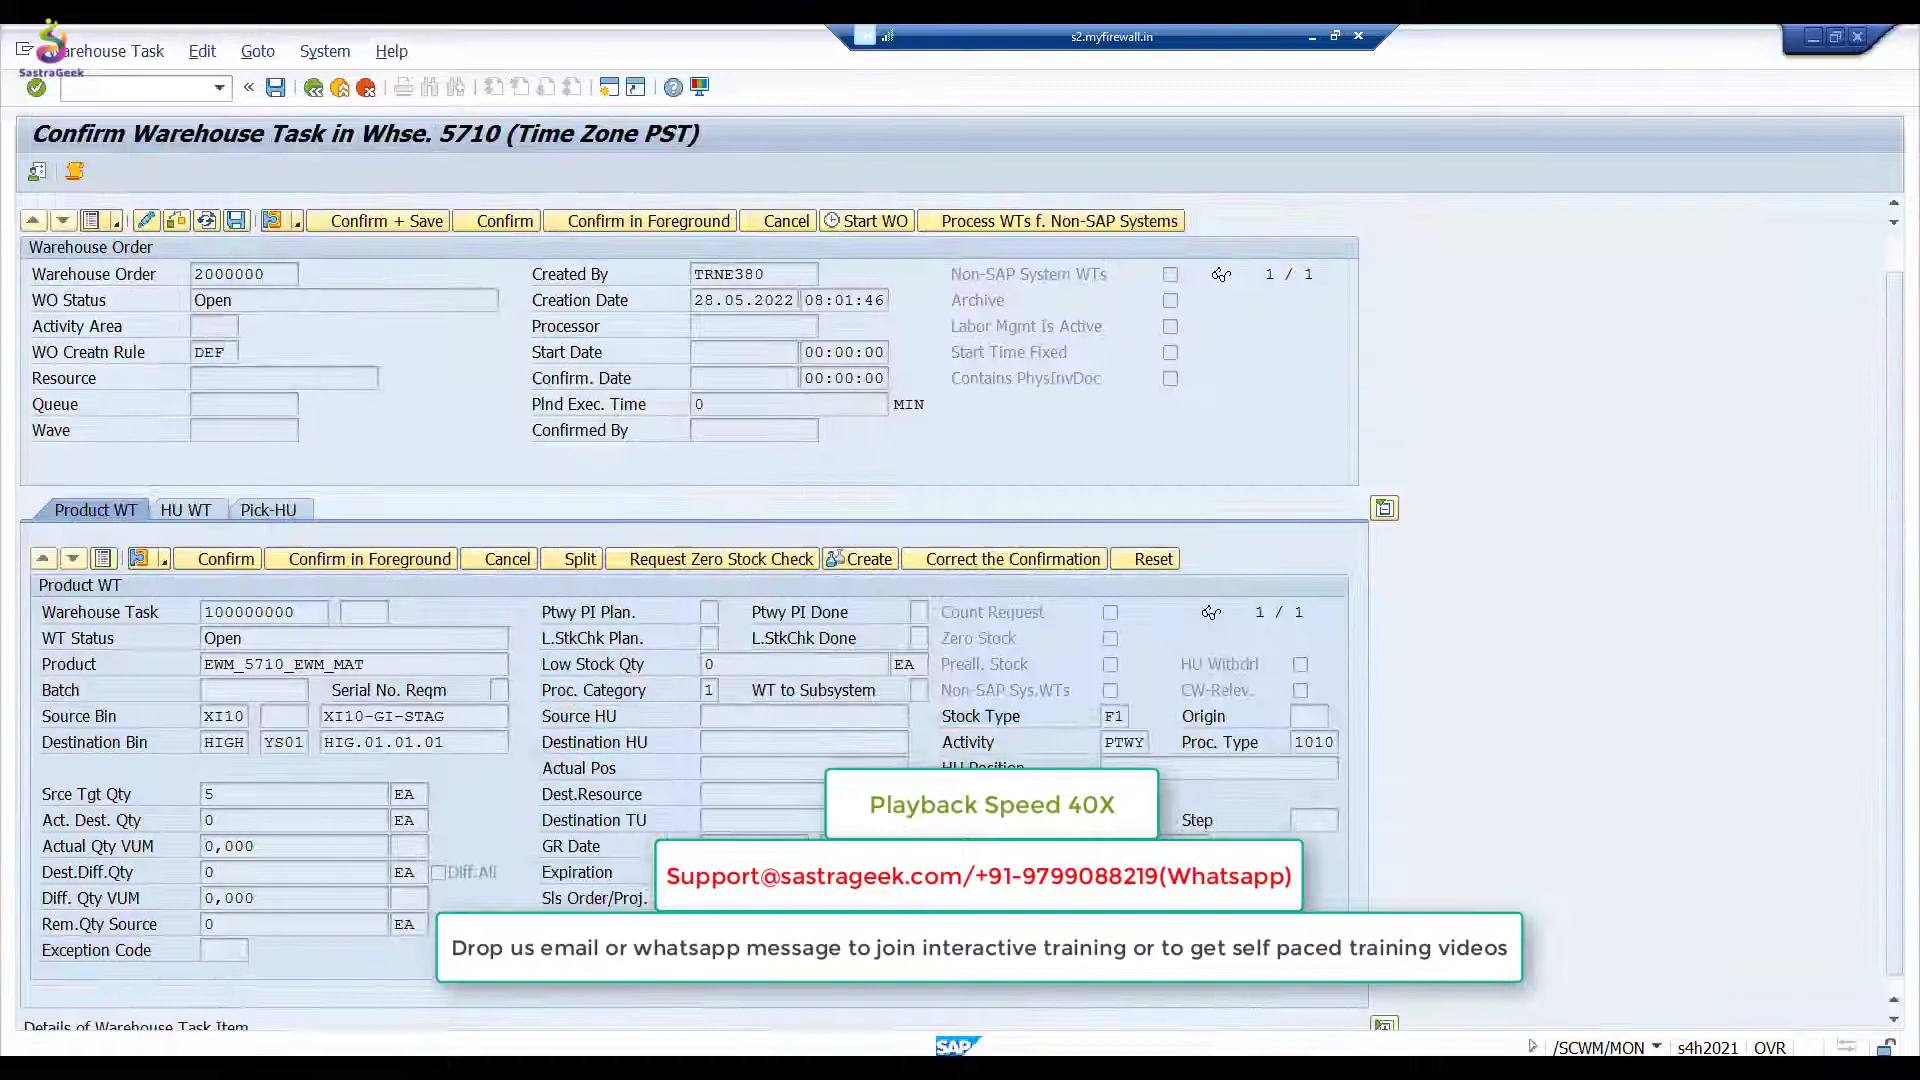 s2.myfirewall.in
Warehouse Task Edit Goto System Help
SastraGeek
Confirm Warehouse Task in Whse. 5710 (Time Zone PST)
Confirm + Save Confirm Confirm in Foreground Cancel Start WO Process WTs f. Non-SAP Systems
Warehouse Order
Warehouse Order 2000000 Created By TRNE380 Non-SAP System WTs 1 / 1
WO Status Open Creation Date 28.05.2022 08:01:46 Archive
Activity Area Processor Labor Mgmt Is Active
WO Creatn Rule DEF Start Date 00:00:00 Start Time Fixed
Resource Confirm. Date 00:00:00 Contains PhysInvDoc
Queue Plnd Exec. Time 0 MIN
Wave Confirmed By
Product WT HU WT Pick-HU
Confirm Confirm in Foreground Cancel Split Request Zero Stock Check Create Correct the Confirmation Reset
Product WT
Warehouse Task 100000000 Ptwy PI Plan. Ptwy PI Done Count Request 1 / 1
WT Status Open L.StkChk Plan. L.StkChk Done Zero Stock
Product EWM_5710_EWM_MAT Low Stock Qty 0 EA Preall. Stock HU Withdrl
Batch Serial No. Reqm Proc. Category 1 WT to Subsystem Non-SAP Sys.WTs CW-Relev.
Source Bin XI10 XI10-GI-STAG Source HU Stock Type F1 Origin
Destination Bin HIGH YS01 HIG.01.01.01 Destination HU Activity PTWY Proc. Type 1010
Actual Pos HU Position
Srce Tgt Qty 5 EA Dest.Resource
Act. Dest. Qty 0 EA Destination TU Step
Actual Qty VUM 0,000 GR Date
Dest.Diff.Qty 0 EA Diff.All Expiration
Diff. Qty VUM 0,000 Sls Order/Proj.
Rem.Qty Source 0 EA
Exception Code
Playback Speed 40X
Support@sastrageek.com/+91-9799088219(Whatsapp)
Drop us email or whatsapp message to join interactive training or to get self paced training videos
Details of Warehouse Task Item
SAP /SCWM/MON s4h2021 OVR